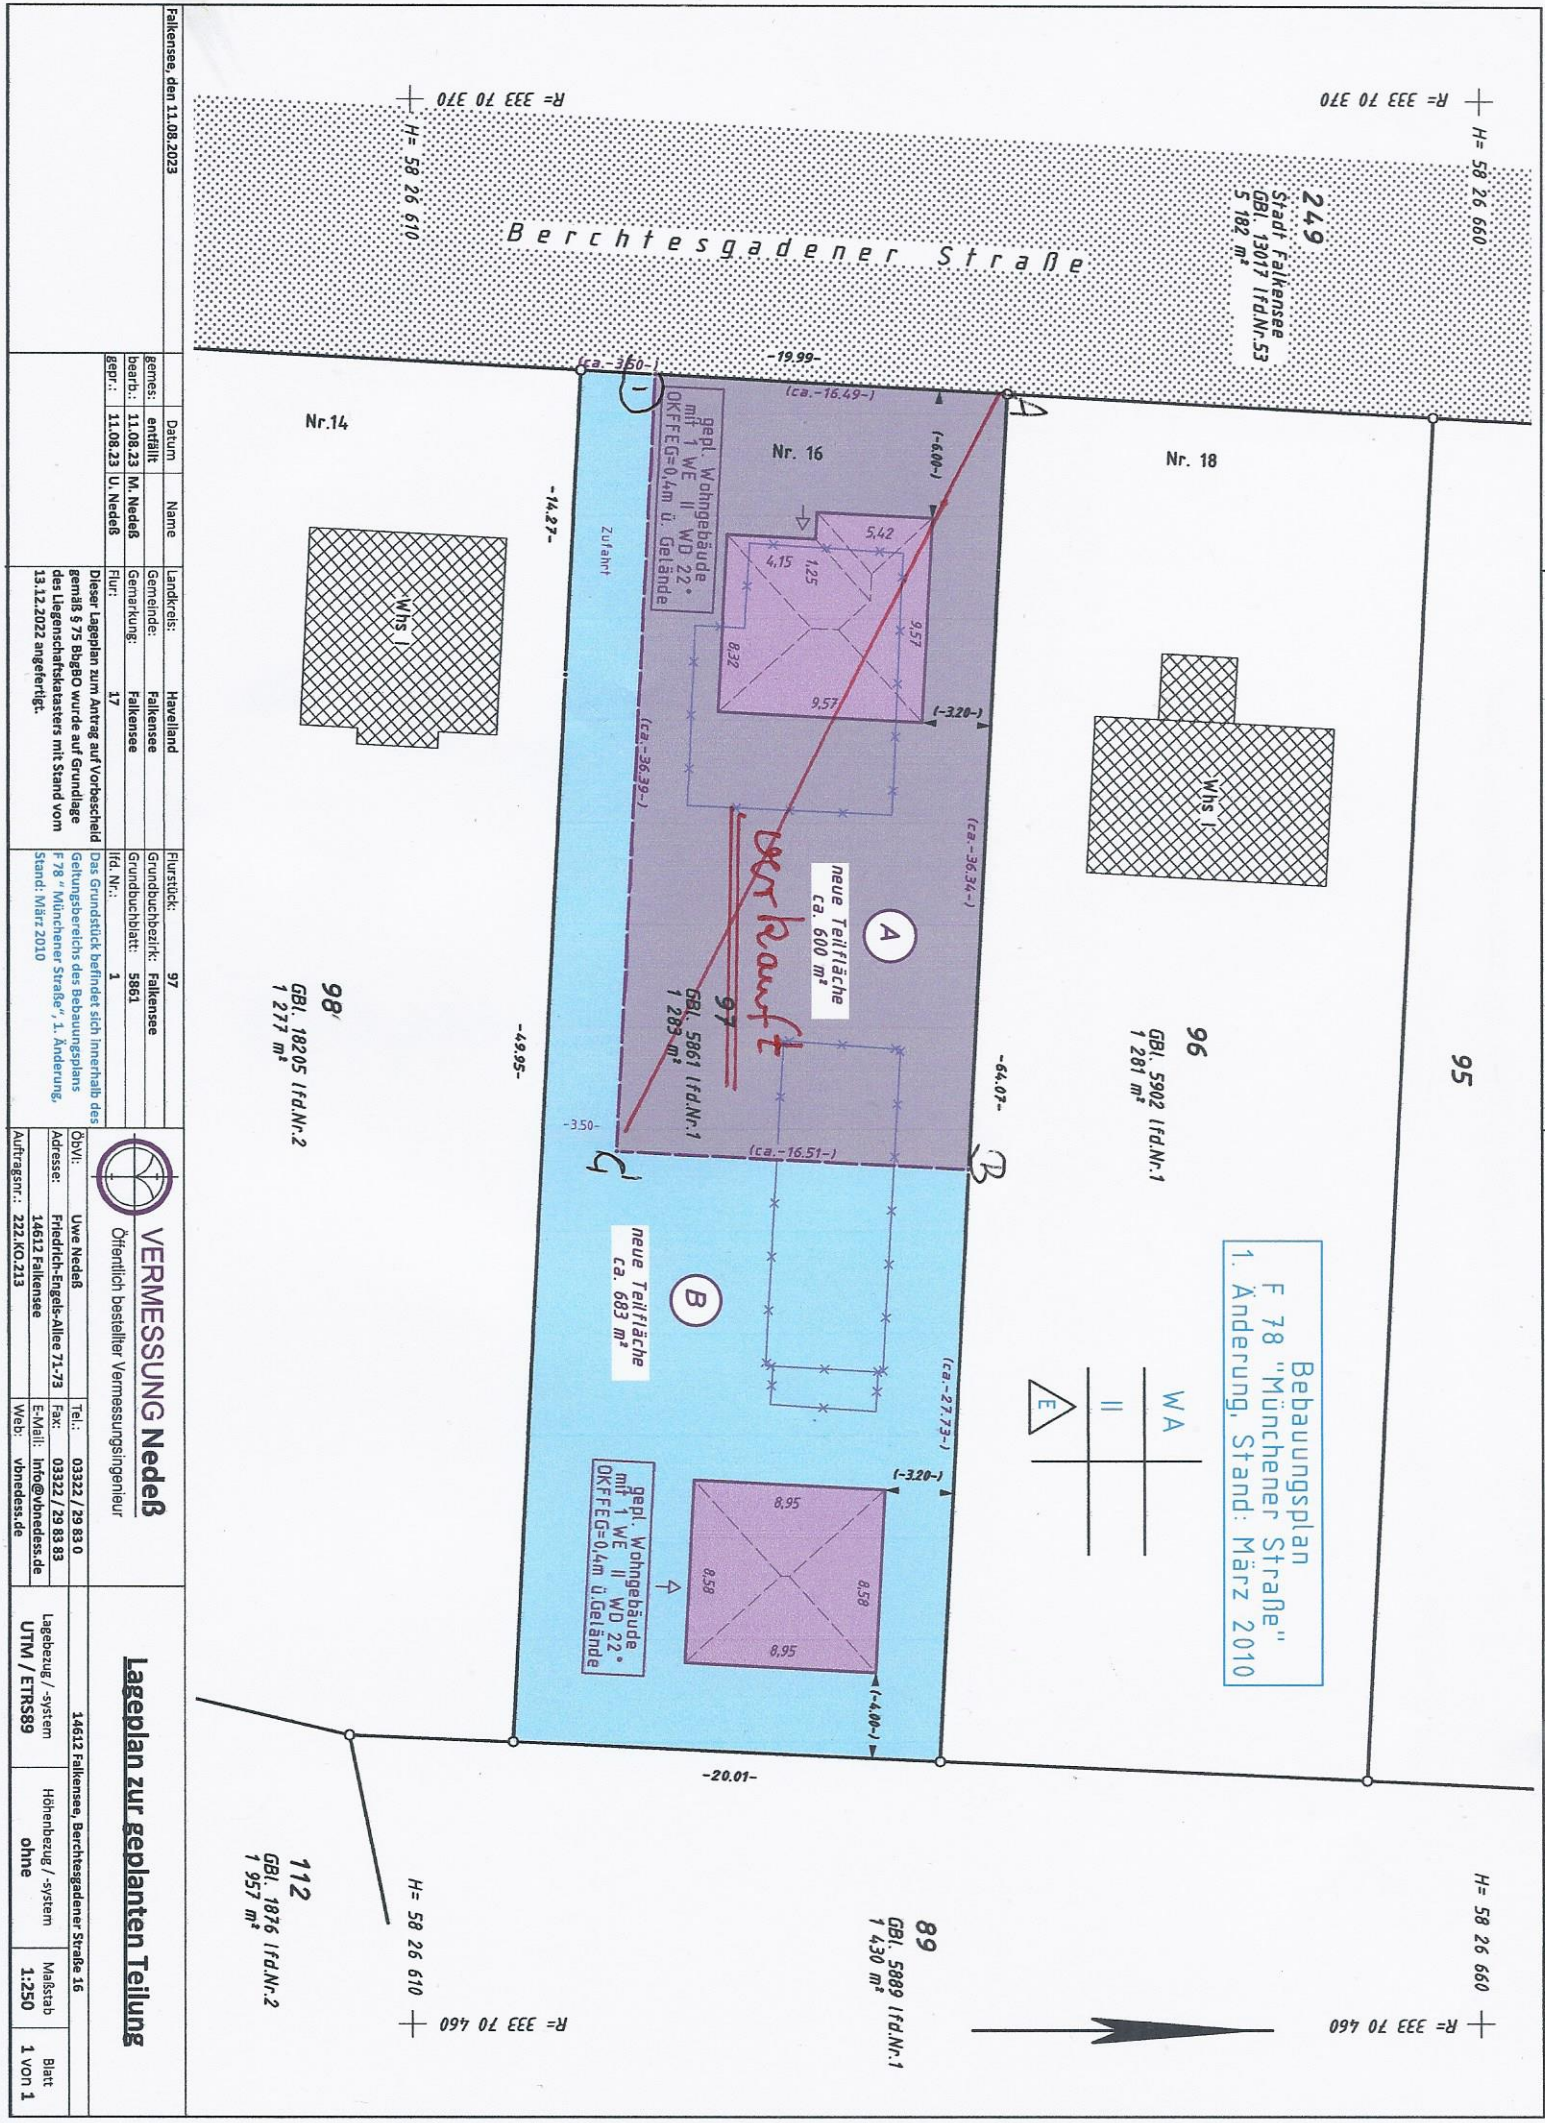 R= 333 70 370
H= 58 26 610
R= 333 70 370
H= 58 26 660
249
Stadt Falkensee
GBl. 13017 lfd.Nr.53
5 182 m²
Berchtesgadener Straße
-19.99-
(ca.-3.50-)
(ca.-16.49-)
Nr.14
Nr. 16
Nr. 18
A
1
(-6.00-)
gepl. Wohngebäude
mit 1 WE II WD 22°
OKFFEG=0,4m ü. Gelände
-14.27-
Zufahrt
5,42
4,15
1,25
9,57
8,32
9,57
(-3.20-)
Whs I
Whs I
(ca.-36.39-)
(ca.-36.34-)
verkauft
neue Teilfläche
ca. 600 m²
A
97
GBl. 5861 lfd.Nr.1
1 283 m²
98
GBl. 18205 lfd.Nr.2
1 277 m²
96
GBl. 5902 lfd.Nr.1
1 281 m²
95
-49.95-
-64.07-
-3.50-
(ca.-16.51-)
B
neue Teilfläche
ca. 683 m²
B
(ca.-27.73-)
Bebauungsplan
F 78 "Münchener Straße"
1. Änderung, Stand: März 2010
WA
II
E
(-3.20-)
8,95
8,58
8,58
8,95
(-4.00-)
gepl. Wohngebäude
mit 1 WE II WD 22°
OKFFEG=0,4m ü.Gelände
-20.01-
112
GBl. 1876 lfd.Nr.2
1 957 m²
89
GBl. 5889 lfd.Nr.1
1 430 m²
H= 58 26 610
R= 333 70 460
H= 58 26 660
R= 333 70 460
Falkensee, den 11.08.2023
Datum Name
gemes: entfällt
bearb.: 11.08.23 M. Nedeß
gepr.: 11.08.23 U. Nedeß
Landkreis: Havelland
Gemeinde: Falkensee
Gemarkung: Falkensee
Flur: 17
Flurstück: 97
Grundbuchbezirk: Falkensee
Grundbuchblatt: 5861
lfd. Nr.: 1
Dieser Lageplan zum Antrag auf Vorbescheid
gemäß § 75 BbgBO wurde auf Grundlage
des Liegenschaftskatasters mit Stand vom
13.12.2022 angefertigt.
Das Grundstück befindet sich innerhalb des
Geltungsbereichs des Bebauungsplans
F 78 " Münchener Straße", 1. Änderung,
Stand: März 2010
VERMESSUNG Nedeß
Öffentlich bestellter Vermessungsingenieur
ÖbVI: Uwe Nedeß
Adresse: Friedrich-Engels-Allee 71-73
14612 Falkensee
Auftragsnr.: 222.KO.213
Tel.: 03322 / 29 83 0
Fax: 03322 / 29 83 83
E-Mail: info@vbnedess.de
Web: vbnedess.de
Lageplan zur geplanten Teilung
14612 Falkensee, Berchtesgadener Straße 16
Lagebezug / -system
UTM / ETRS89
Höhenbezug / -system
ohne
Maßstab
1:250
Blatt
1 von 1